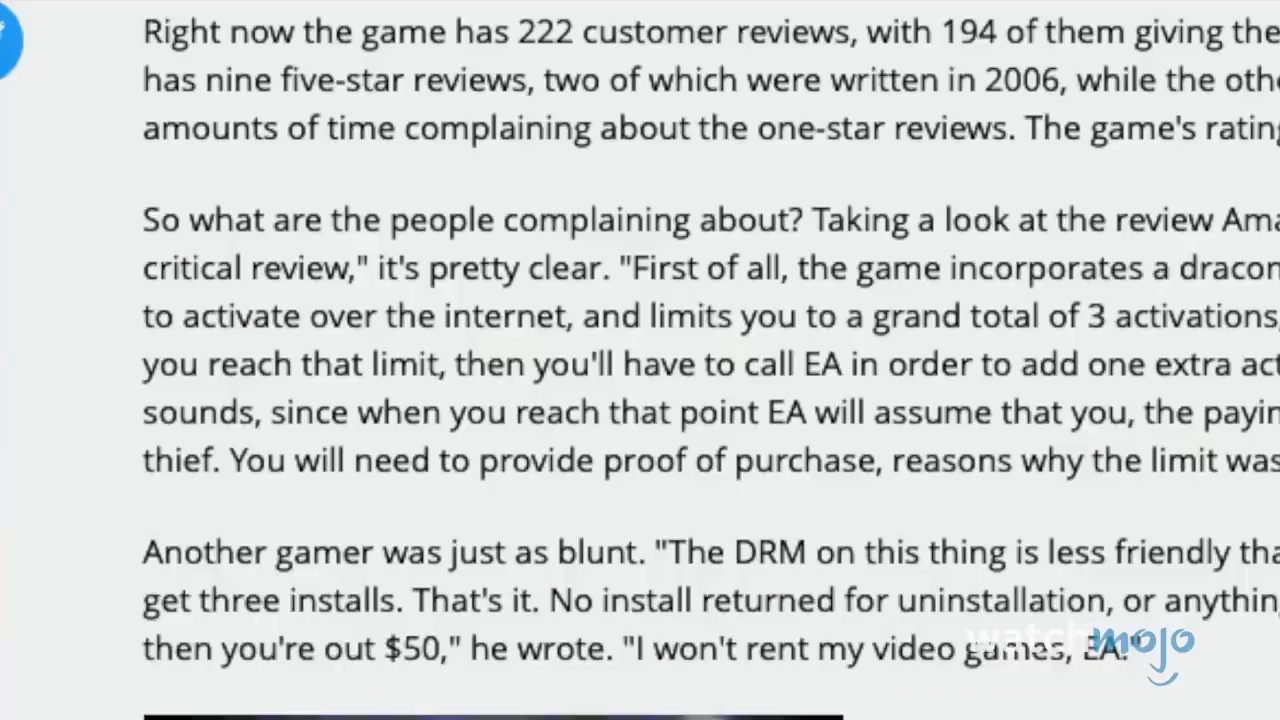 Right now the game has 222 customer reviews, with 194 of them giving the
has nine five-star reviews, two of which were written in 2006, while the oth
amounts of time complaining about the one-star reviews. The game's rating
So what are the people complaining about? Taking a look at the review Ama
critical review," it's pretty clear. "First of all, the game incorporates a dracon
to activate over the internet, and limits you to a grand total of 3 activations,
you reach that limit, then you'll have to call EA in order to add one extra act
sounds, since when you reach that point EA will assume that you, the payin
thief. You will need to provide proof of purchase, reasons why the limit was
Another gamer was just as blunt. "The DRM on this thing is less friendly tha
get three installs. That's it. No install returned for uninstallation, or anything
then you're out $50," he wrote. "I won't rent my video games, EA."
watchmojo